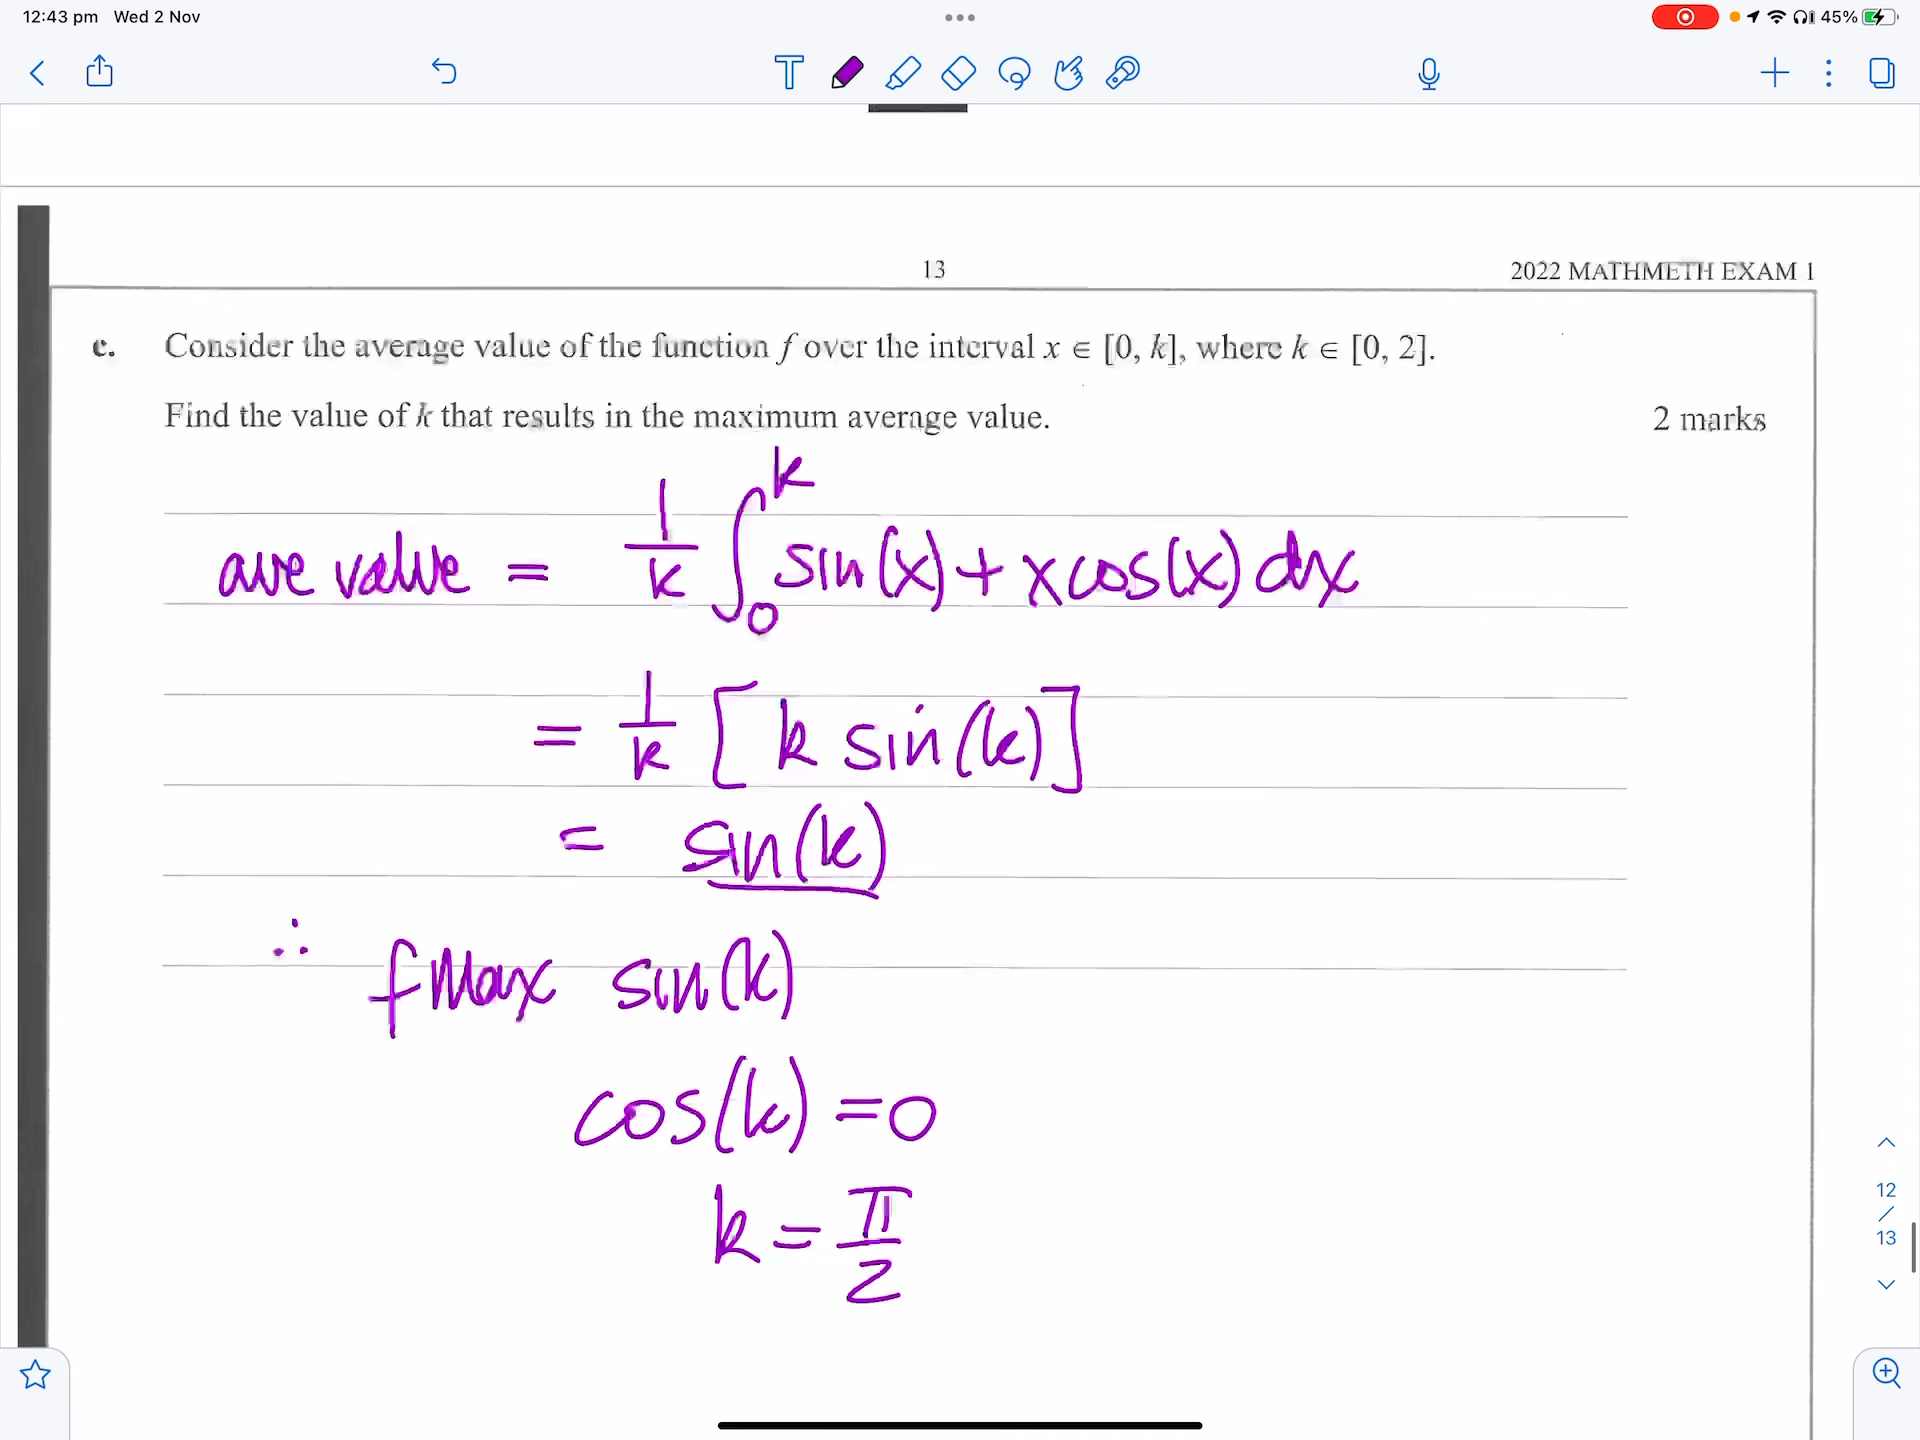 12:43 pm Wed 2 Nov
45%
T
13
2022 MATHMETH EXAM 1
c. Consider the average value of the function f over the interval x ∈ [0, k], where k ∈ [0, 2].
Find the value of k that results in the maximum average value.
2 marks
ave value = 1/k ∫₀ᵏ sin(x) + x cos(x) dx
= 1/k [k sin(k)]
= sin(k)
∴ fMax sin(k)
cos(k) = 0
k = π/2
12
/
13